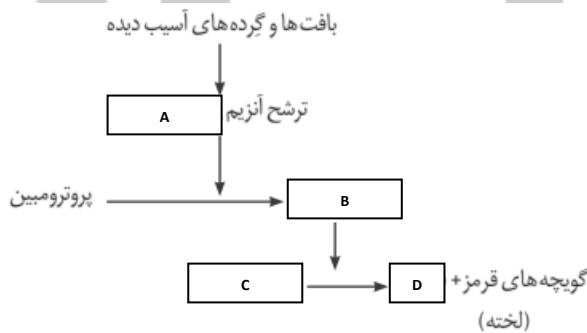 بافت‌ها و گِرده‌های آسیب دیده
ترشح آنزیم A
پروترومبین B
C D + گویچه‌های قرمز
(لخته)